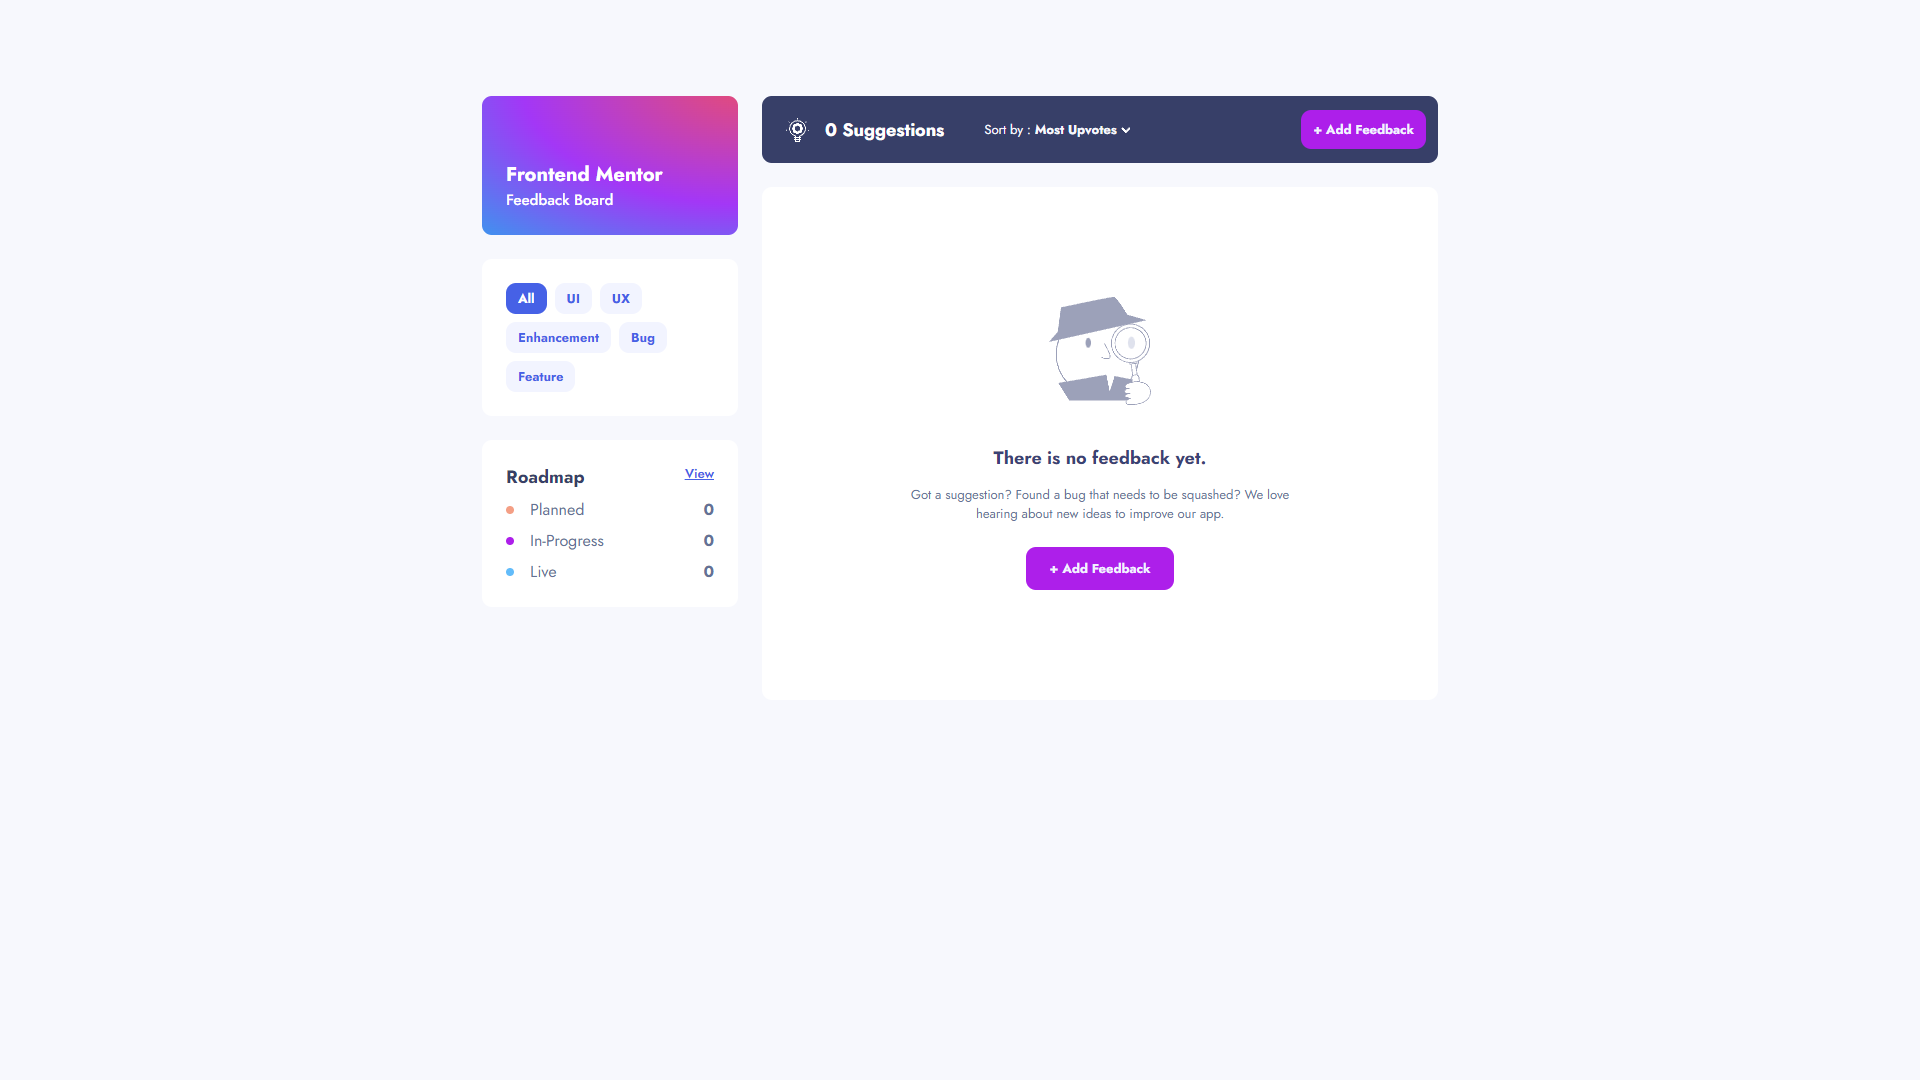 Frontend Mentor
Feedback Board
All UI UX
Enhancement Bug
Feature
Roadmap View
Planned 0
In-Progress 0
Live 0
0 Suggestions Sort by : Most Upvotes + Add Feedback
There is no feedback yet.
Got a suggestion? Found a bug that needs to be squashed? We love
hearing about new ideas to improve our app.
+ Add Feedback